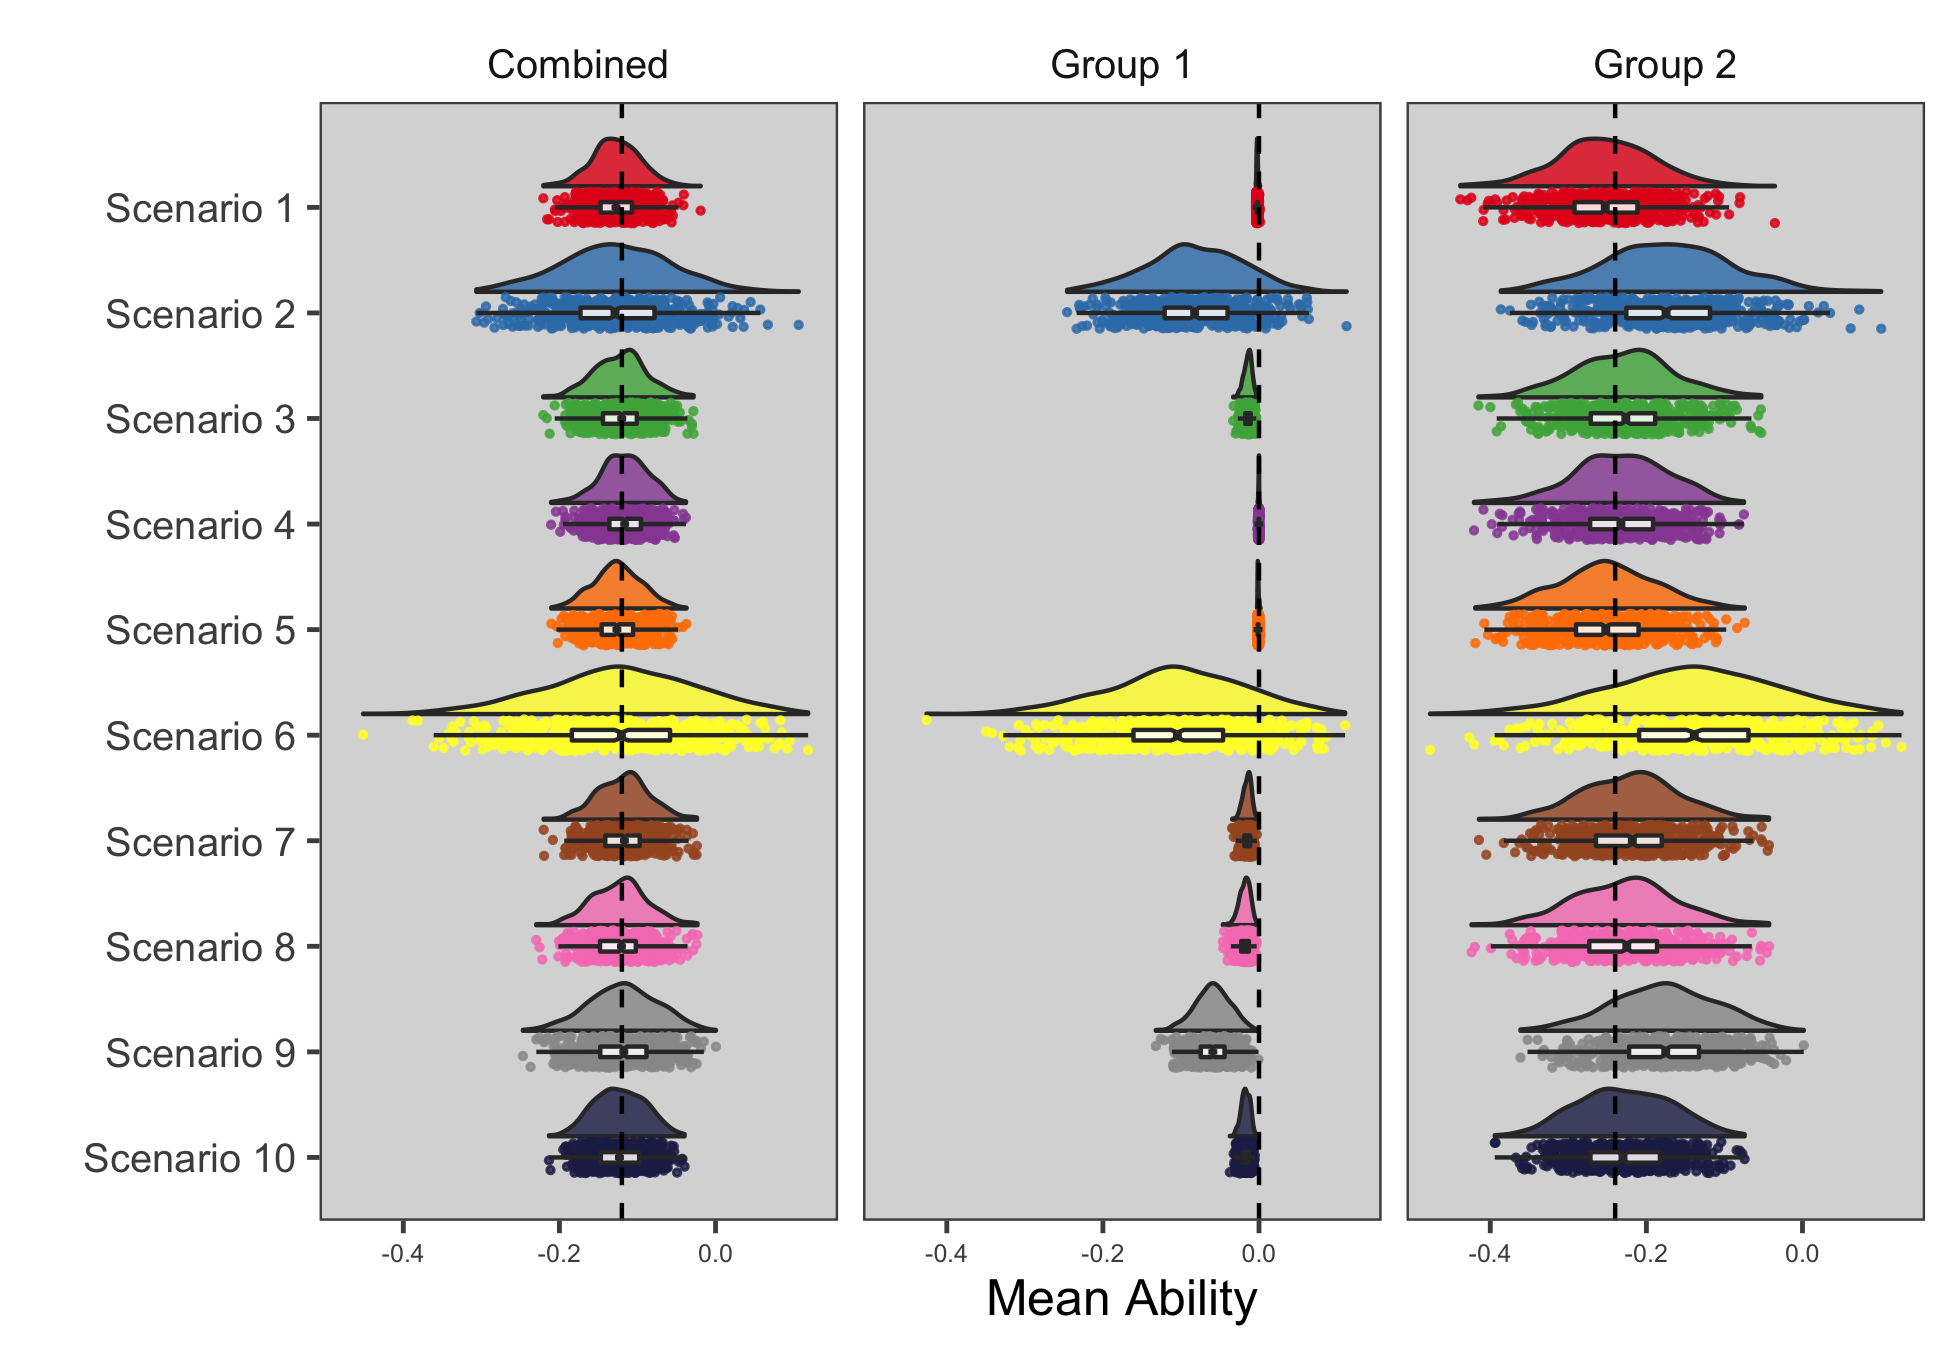 Combined
Group 1
Group 2
Scenario 1
Scenario 2
Scenario 3
Scenario 4
Scenario 5
Scenario 6
Scenario 7
Scenario 8
Scenario 9
Scenario 10
-0.4 -0.2 0.0
-0.4 -0.2 0.0
-0.4 -0.2 0.0
Mean Ability